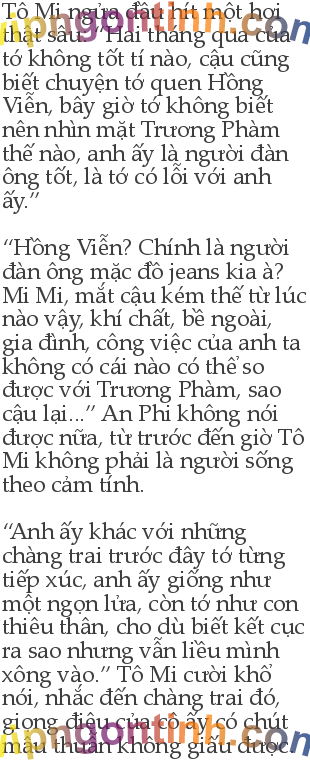 Tô Mi ngửa đầu hít một hơi
thật sâu. “Hai tháng qua của
tớ không tốt tí nào, cậu cũng
biết chuyện tớ quen Hồng
Viễn, bây giờ tớ không biết
nên nhìn mặt Trương Phàm
thế nào, anh ấy là người đàn
ông tốt, là tớ có lỗi với anh
ấy.”
“Hồng Viễn? Chính là người
đàn ông mặc đồ jeans kia à?
Mi Mi, mắt cậu kém thế từ lúc
nào vậy, khí chất, bề ngoài,
gia đình, công việc của anh ta
không có cái nào có thể so
được với Trương Phàm, sao
cậu lại...” An Phi không nói
được nữa, từ trước đến giờ Tô
Mi không phải là người sống
theo cảm tính.
“Anh ấy khác với những
chàng trai trước đây tớ từng
tiếp xúc, anh ấy giống như
một ngọn lửa, còn tớ như con
thiêu thân, cho dù biết kết cục
ra sao nhưng vẫn liều mình
xông vào.” Tô Mi cười khổ
nói, nhắc đến chàng trai đó,
giọng điệu của cô ấy có chút
mâu thuẫn không giấu được.